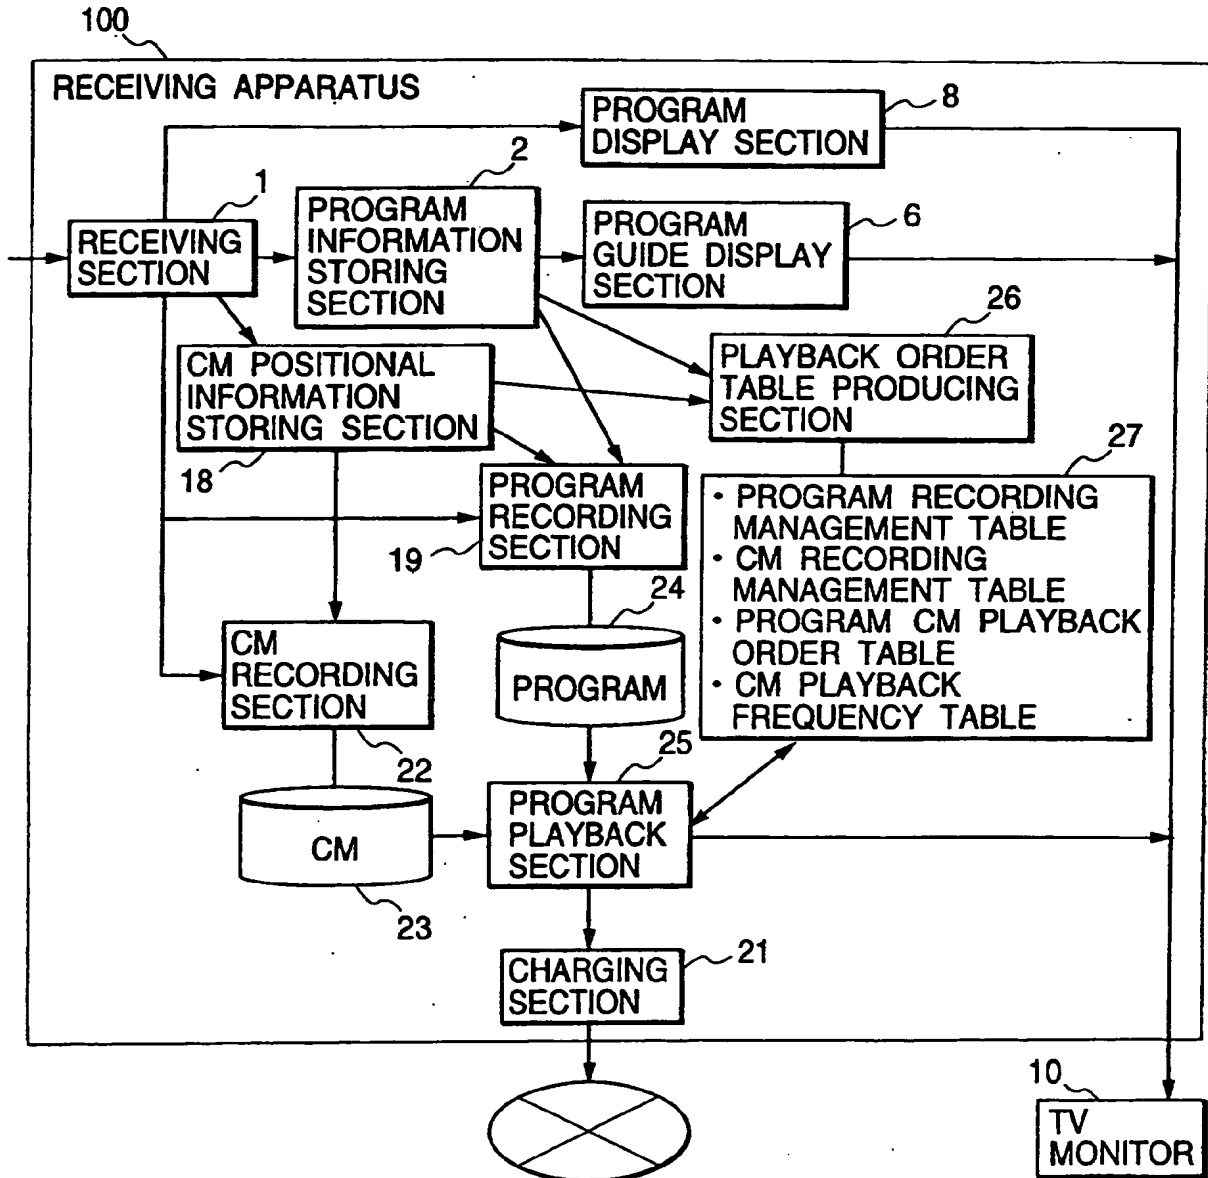 100
RECEIVING APPARATUS
PROGRAM
DISPLAY SECTION
8
2
1
RECEIVING
SECTION
PROGRAM
INFORMATION
STORING
SECTION
PROGRAM
GUIDE DISPLAY
SECTION
6
26
CM POSITIONAL
INFORMATION
STORING SECTION
18
PLAYBACK ORDER
TABLE PRODUCING
SECTION
27
PROGRAM
RECORDING
SECTION
19
• PROGRAM RECORDING
MANAGEMENT TABLE
• CM RECORDING
MANAGEMENT TABLE
• PROGRAM CM PLAYBACK
ORDER TABLE
• CM PLAYBACK
FREQUENCY TABLE
24
CM
RECORDING
SECTION
22
PROGRAM
25
CM
23
PROGRAM
PLAYBACK
SECTION
CHARGING
SECTION
21
10
TV
MONITOR